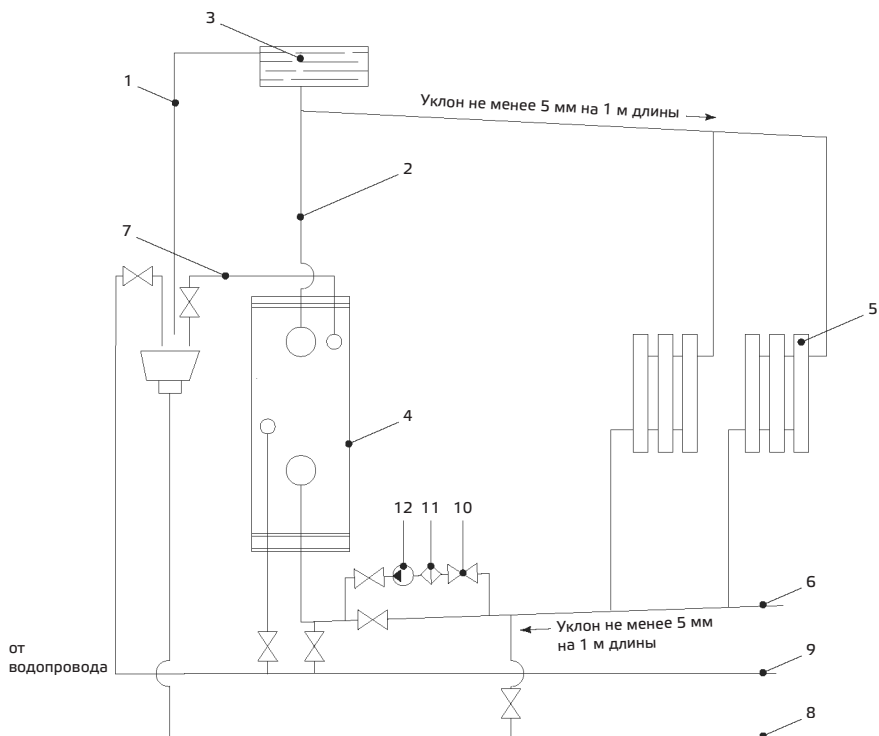 3
1
Уклон не менее 5 мм на 1 м длины
2
7
5
4
12 11 10
6
Уклон не менее 5 мм
на 1 м длины
от
водопровода
9
8